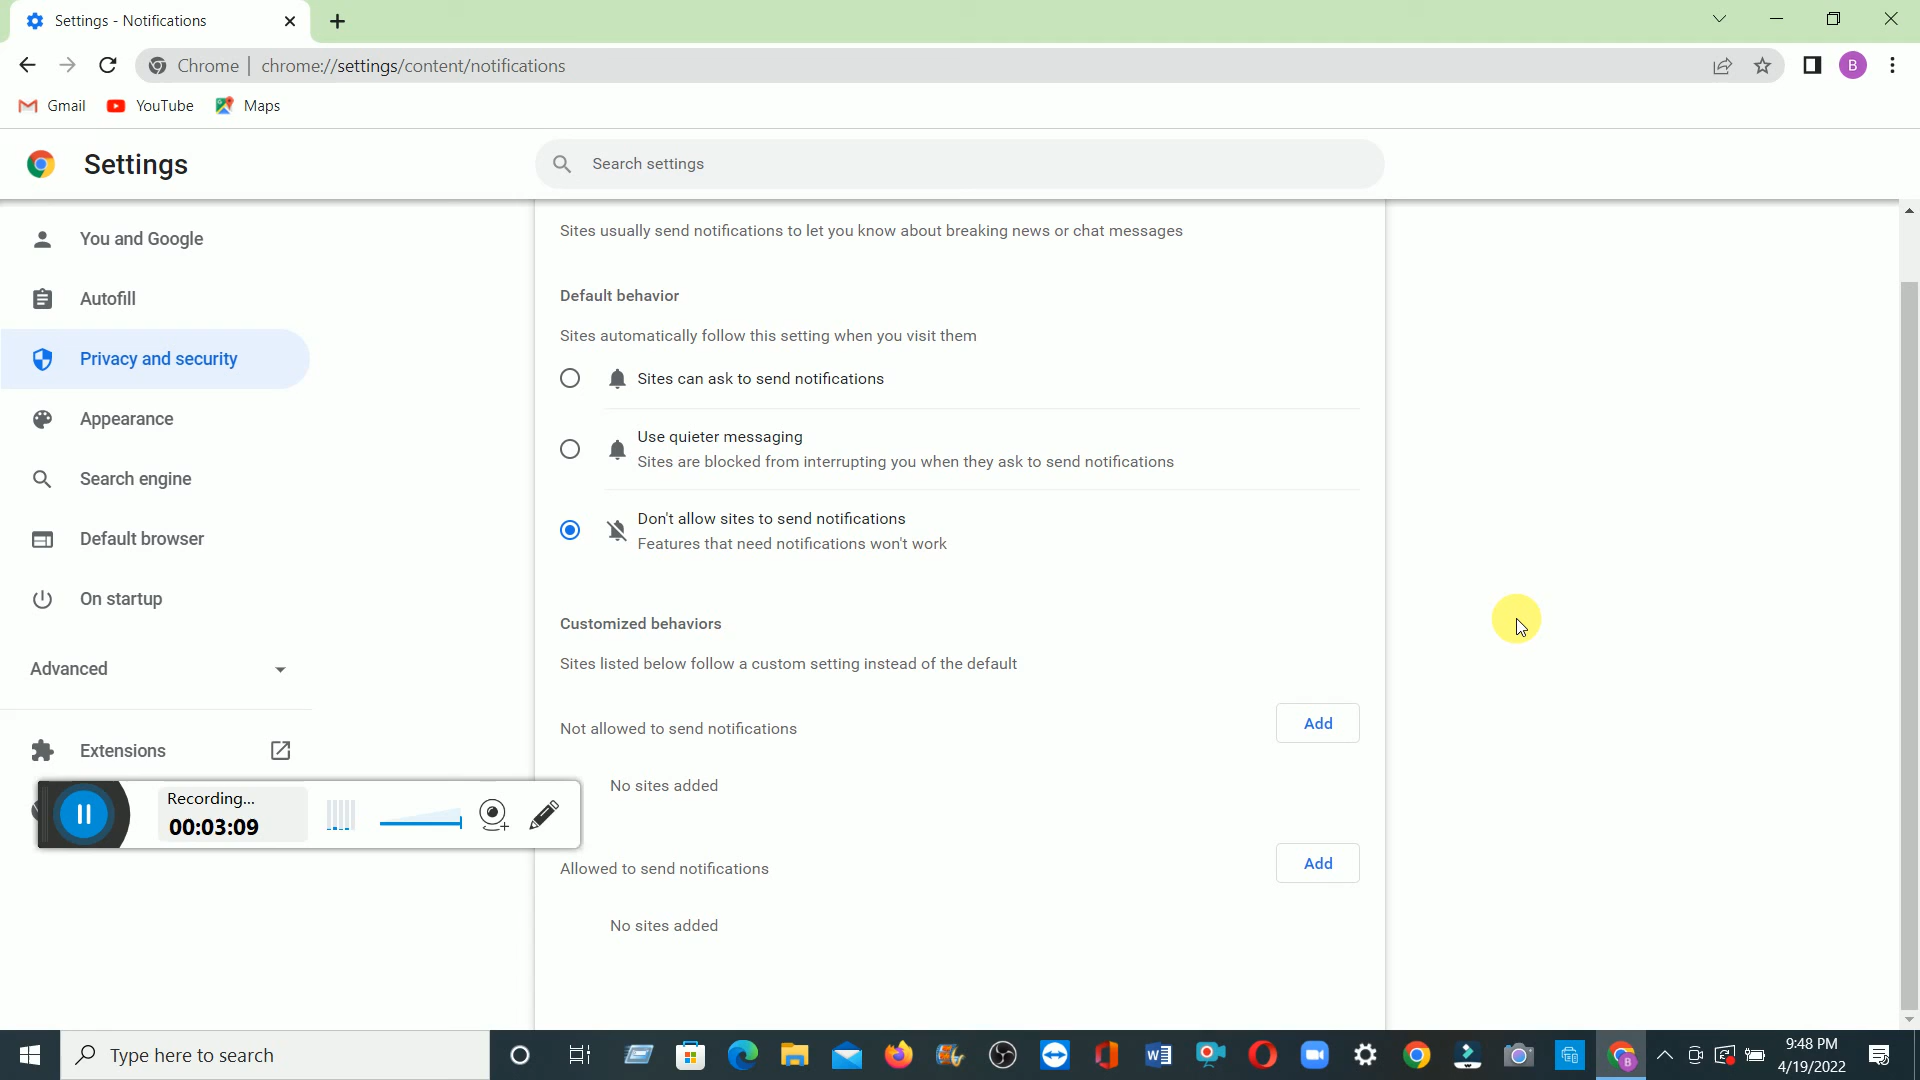 Settings - Notifications
Chrome | chrome://settings/content/notifications
B
Gmail YouTube Maps
Settings
Search settings
You and Google
Autofill
Privacy and security
Appearance
Search engine
Default browser
On startup
Advanced
Extensions
Sites usually send notifications to let you know about breaking news or chat messages
Default behavior
Sites automatically follow this setting when you visit them
Sites can ask to send notifications
Use quieter messaging
Sites are blocked from interrupting you when they ask to send notifications
Don't allow sites to send notifications
Features that need notifications won't work
Customized behaviors
Sites listed below follow a custom setting instead of the default
Not allowed to send notifications Add
No sites added
Allowed to send notifications Add
No sites added
Recording...
00:03:09
Type here to search
9:48 PM
4/19/2022